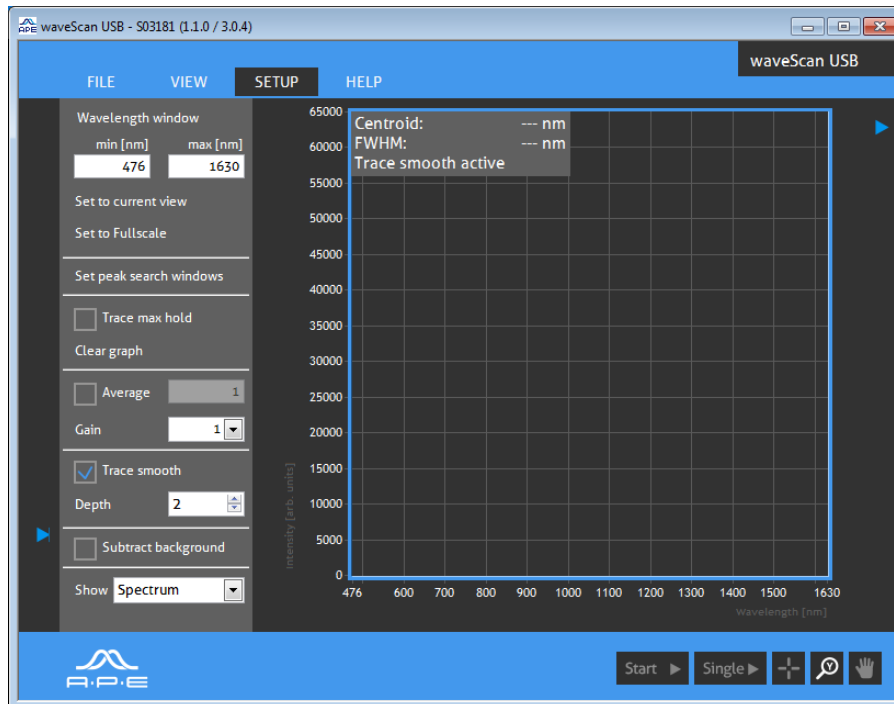 APE waveScan USB - S03181 (1.1.0 / 3.0.4)
waveScan USB
FILE VIEW SETUP HELP
Wavelength window
min [nm] max [nm]
476 1630
Set to current view
Set to Fullscale
Set peak search windows
Trace max hold
Clear graph
Average 1
Gain 1
Trace smooth
Depth 2
Subtract background
Show Spectrum
Centroid: --- nm
FWHM: --- nm
Trace smooth active
65000
60000
55000
50000
45000
40000
35000
30000
25000
20000
15000
10000
5000
0
Intensity [arb. units]
476 600 700 800 900 1000 1100 1200 1300 1400 1500 1630
Wavelength [nm]
A·P·E
Start Single Y